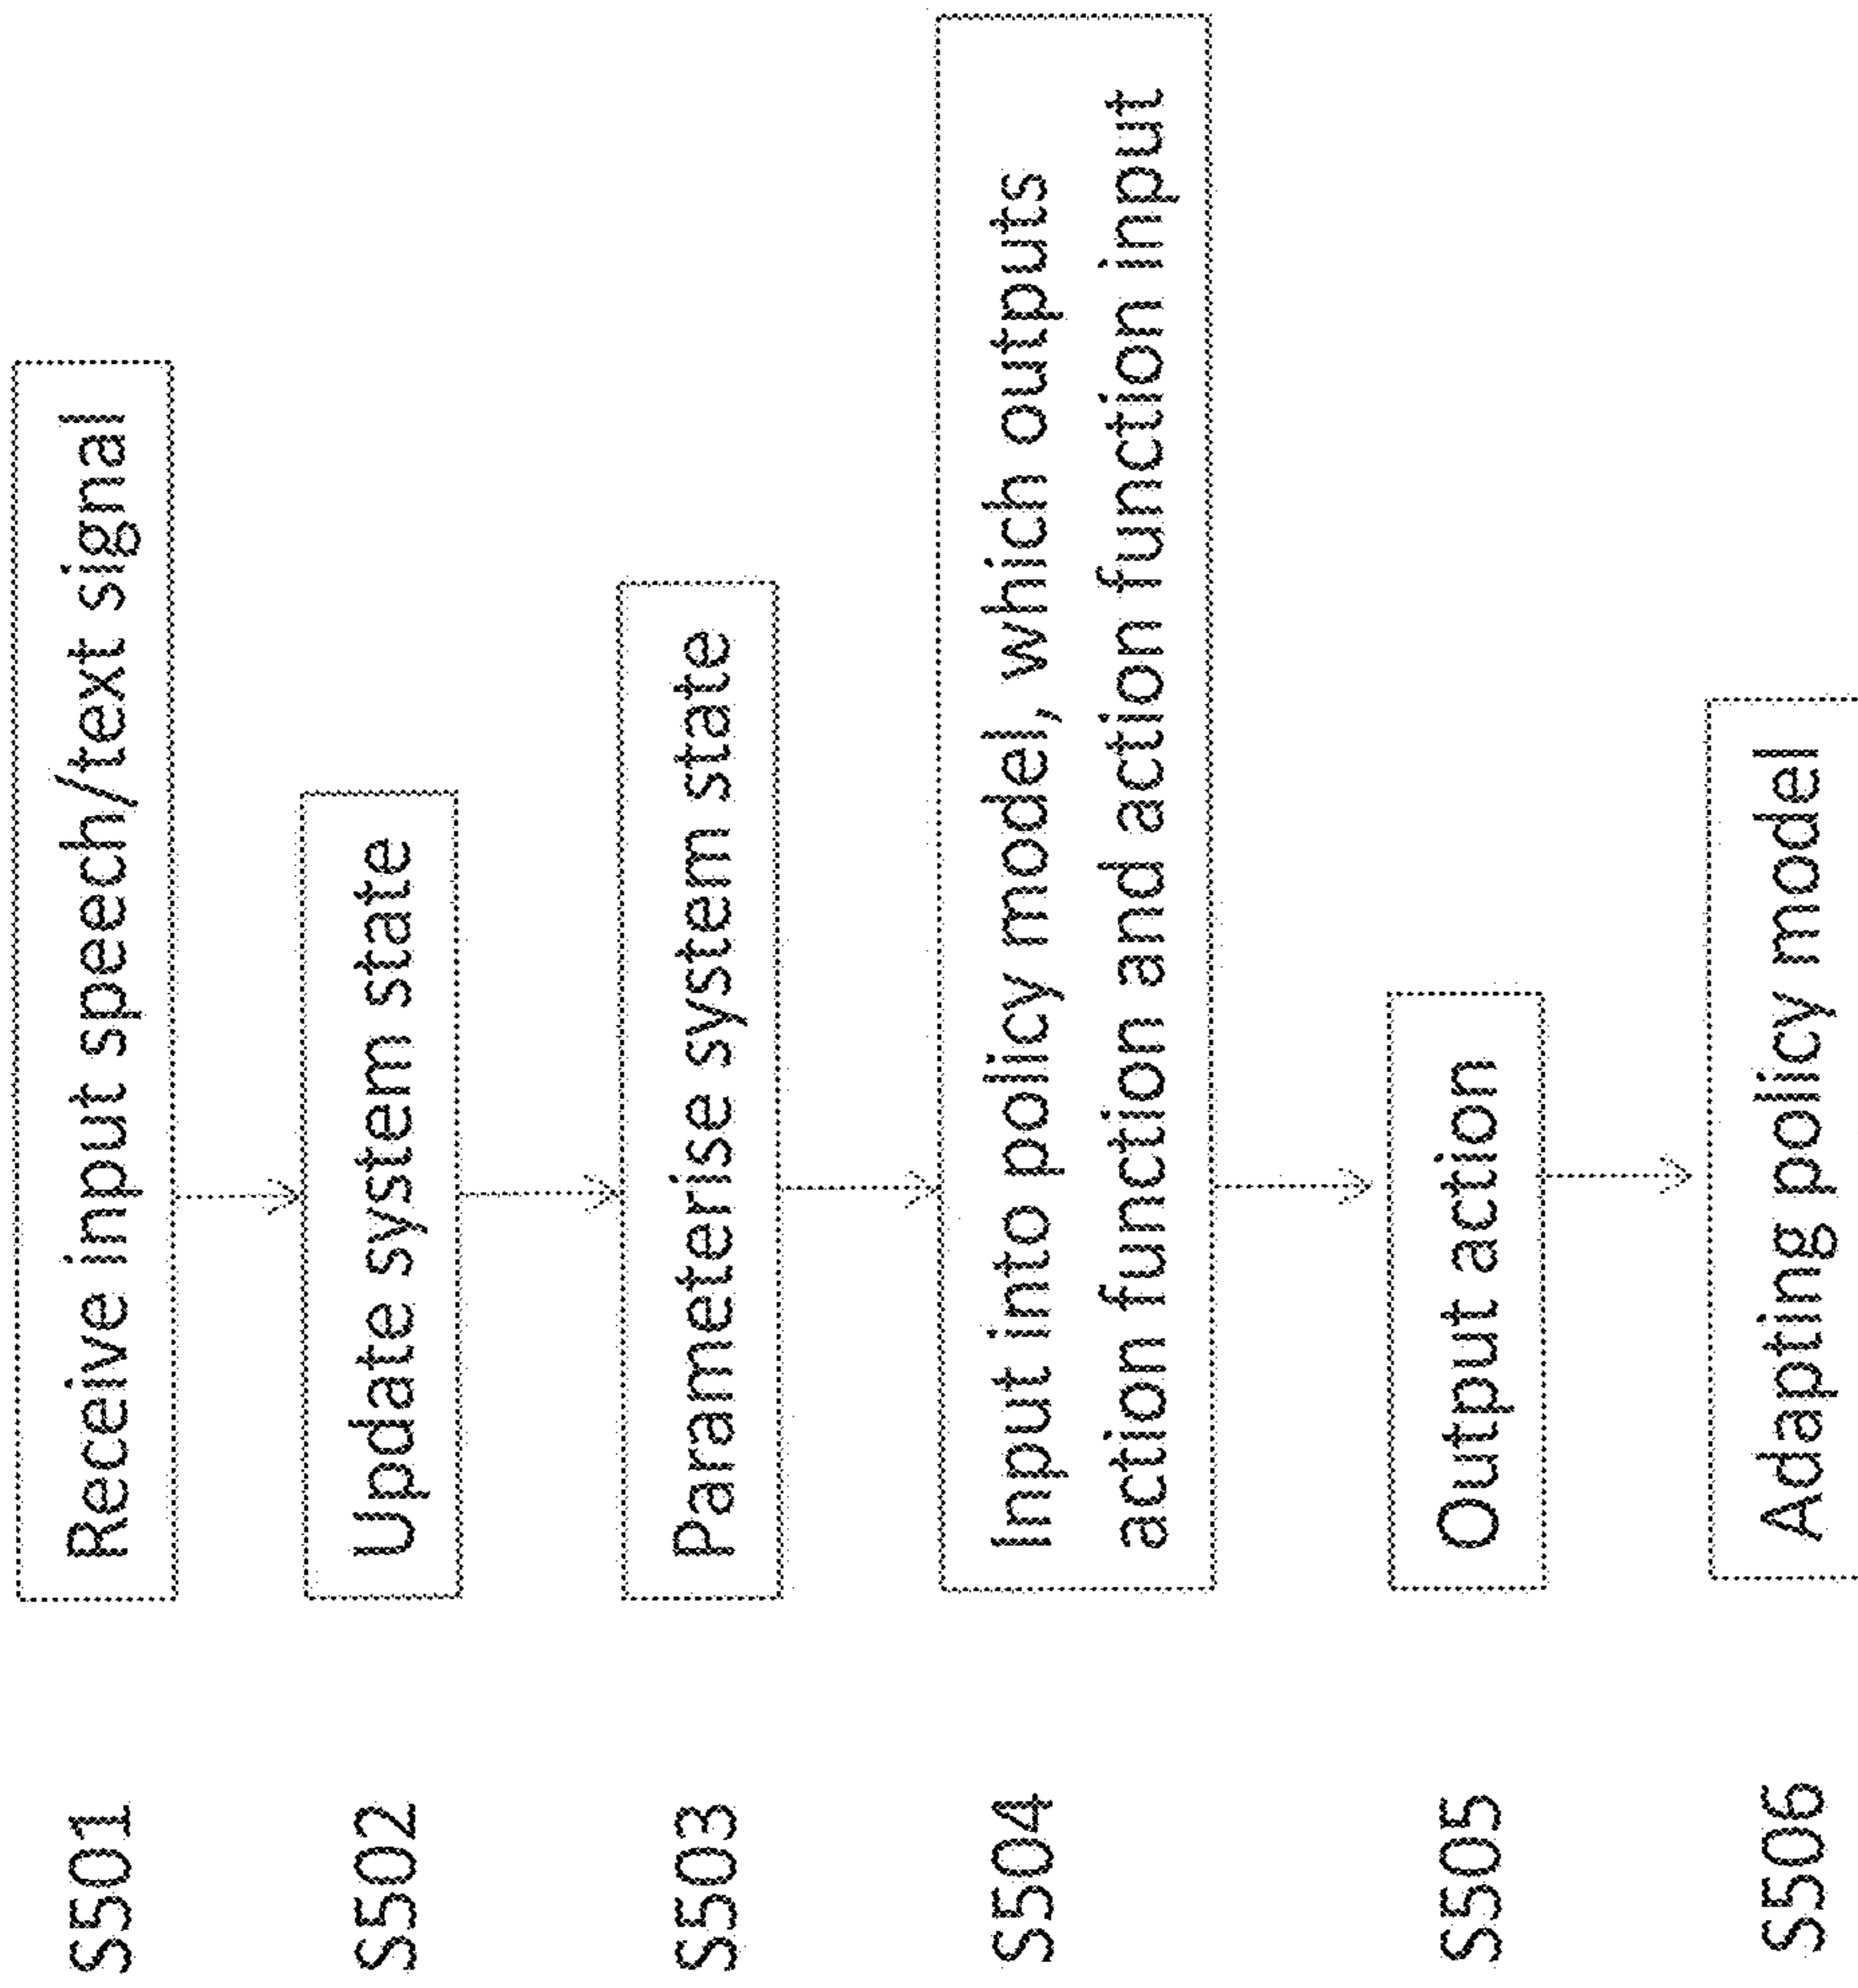 S501 Receive input speech/text signal
S502 Update system state
S503 Parameterise system state
S504 Input into policy model, which outputs
action function and action function input
S505 Output action
S506 Adapting policy model